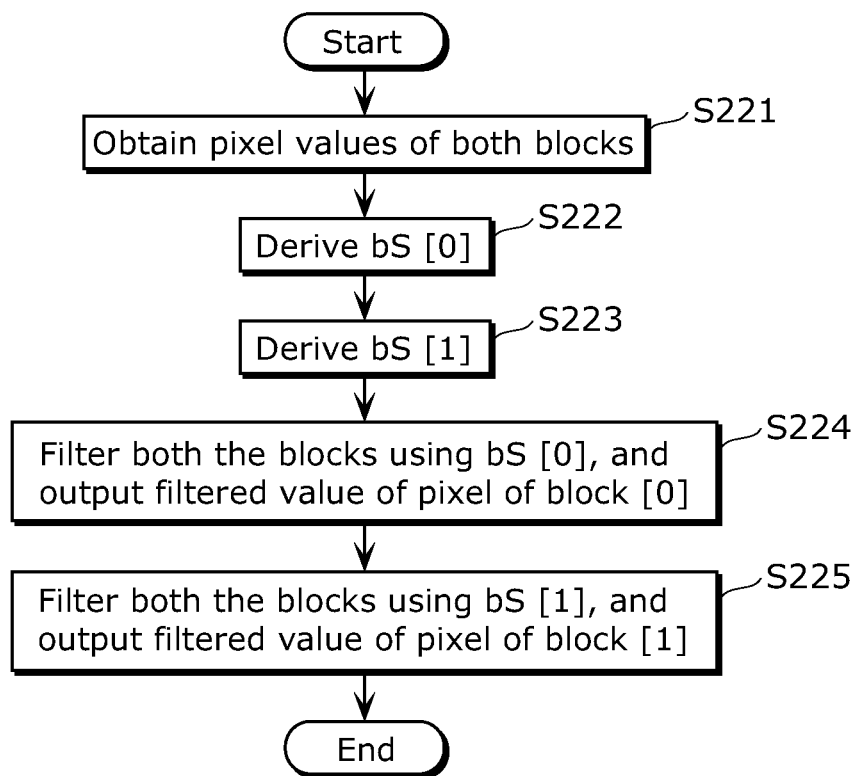 Start
S221
Obtain pixel values of both blocks
S222
Derive bS [0]
S223
Derive bS [1]
S224
Filter both the blocks using bS [0], and
output filtered value of pixel of block [0]
S225
Filter both the blocks using bS [1], and
output filtered value of pixel of block [1]
End